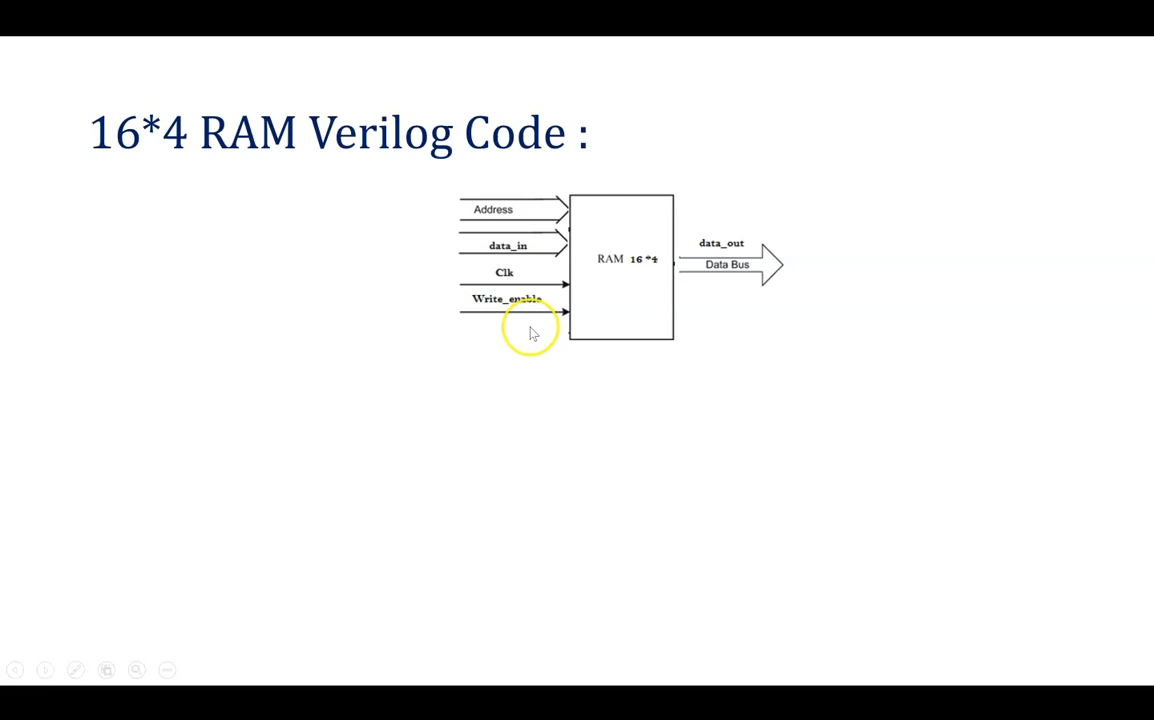 16*4 RAM Verilog Code :
Address
data_in
Clk
Write_enable
RAM 16 *4
data_out
Data Bus